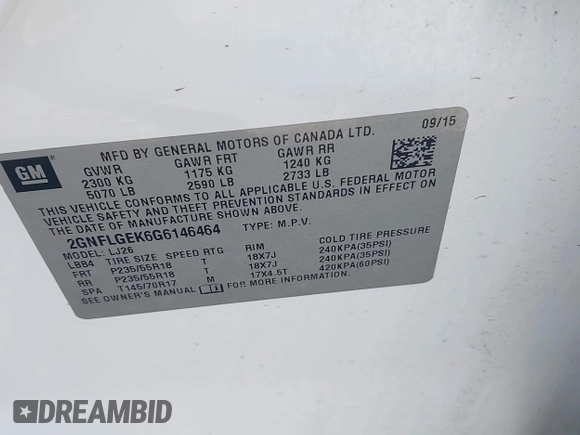 GM
MFD BY GENERAL MOTORS OF CANADA LTD.
09/15
GVWR GAWR FRT GAWR RR
2300 KG 1175 KG 1240 KG
5070 LB 2590 LB 2733 LB
THIS VEHICLE CONFORMS TO ALL APPLICABLE U.S. FEDERAL MOTOR
VEHICLE SAFETY AND THEFT PREVENTION STANDARDS IN EFFECT ON THE
DATE OF MANUFACTURE SHOWN ABOVE.
2GNFLGEK6G6146464 TYPE: M.P.V.
LBB4 LJ26
TIRE SIZE SPEED RTG RIM COLD TIRE PRESSURE
FRT P235/55R18 T 18X7J 240KPA(35PSI)
RR P235/55R18 T 18X7J 240KPA(35PSI)
SPA T145/70R17 M 17X4.5T 420KPA(60PSI)
SEE OWNER'S MANUAL FOR MORE INFORMATION.
DREAMBID